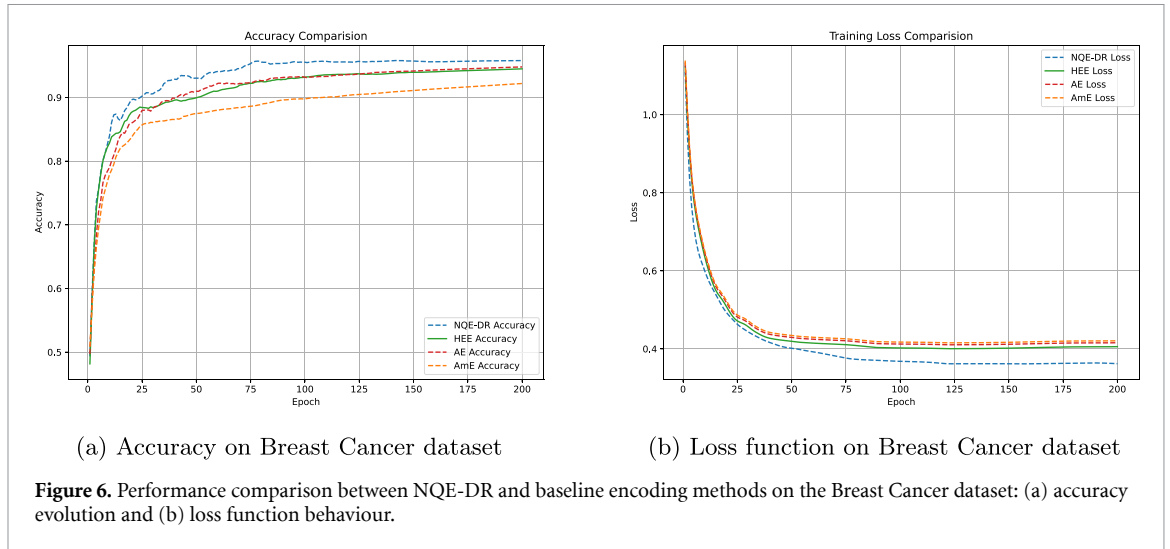 Accuracy Comparision
Accuracy
0.9
0.8
0.7
0.6
0.5
NQE-DR Accuracy
HEE Accuracy
AE Accuracy
AmE Accuracy
0 25 50 75 100 125 150 175 200
Epoch
(a) Accuracy on Breast Cancer dataset
Training Loss Comparision
Loss
1.0
0.8
0.6
0.4
NQE-DR Loss
HEE Loss
AE Loss
AmE Loss
0 25 50 75 100 125 150 175 200
Epoch
(b) Loss function on Breast Cancer dataset
Figure 6. Performance comparison between NQE-DR and baseline encoding methods on the Breast Cancer dataset: (a) accuracy
evolution and (b) loss function behaviour.